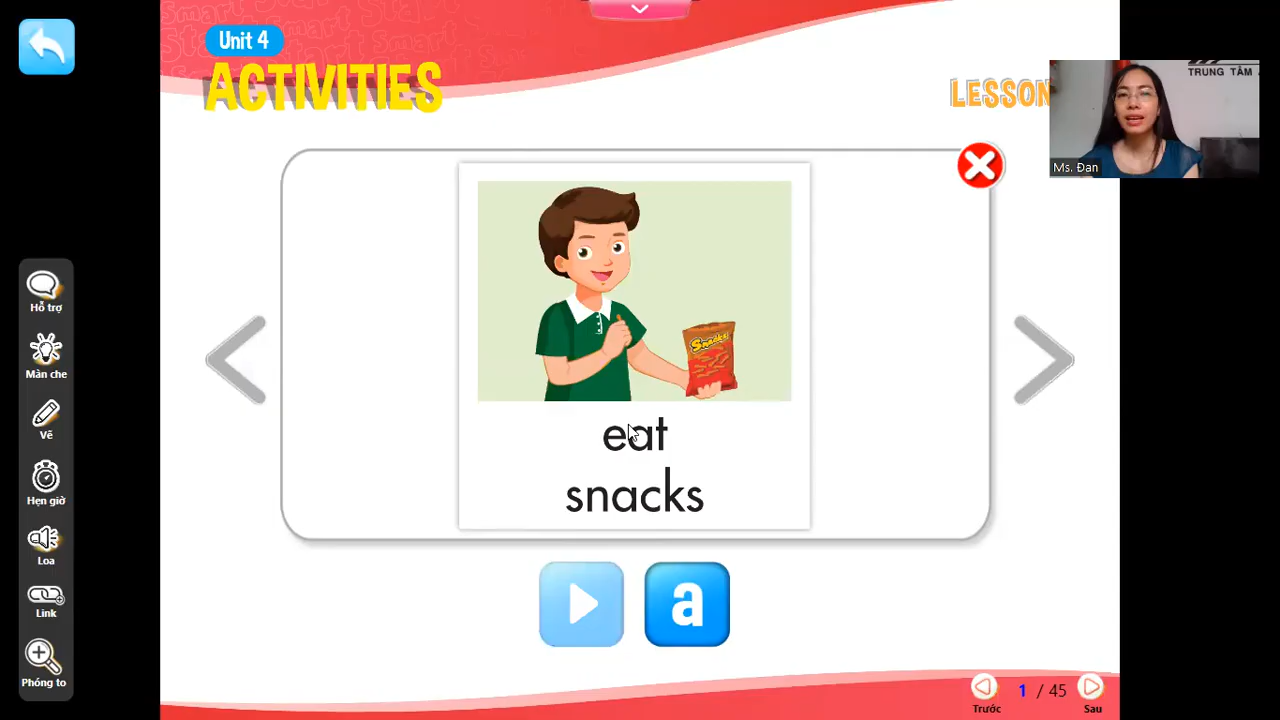 Unit 4
ACTIVITIES
LESSON
TRUNG TÂM
Ms. Đan
Snacks
eat
snacks
a
Hỗ trợ
Màn che
Vẽ
Hẹn giờ
Loa
Link
Phóng to
1 / 45
Trước
Sau